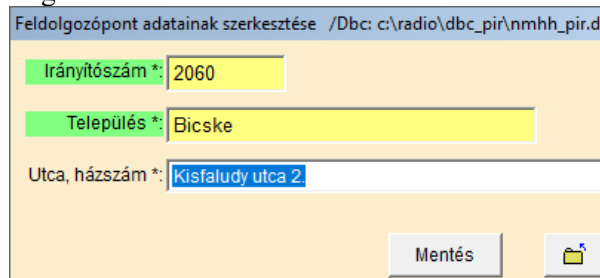 Feldolgozópont adatainak szerkesztése /Dbc: c:\radio\dbc_pir\nmhh_pir.d
Irányítószám *: 2060
Település *: Bicske
Utca, házszám *: Kisfaludy utca 2.
Mentés